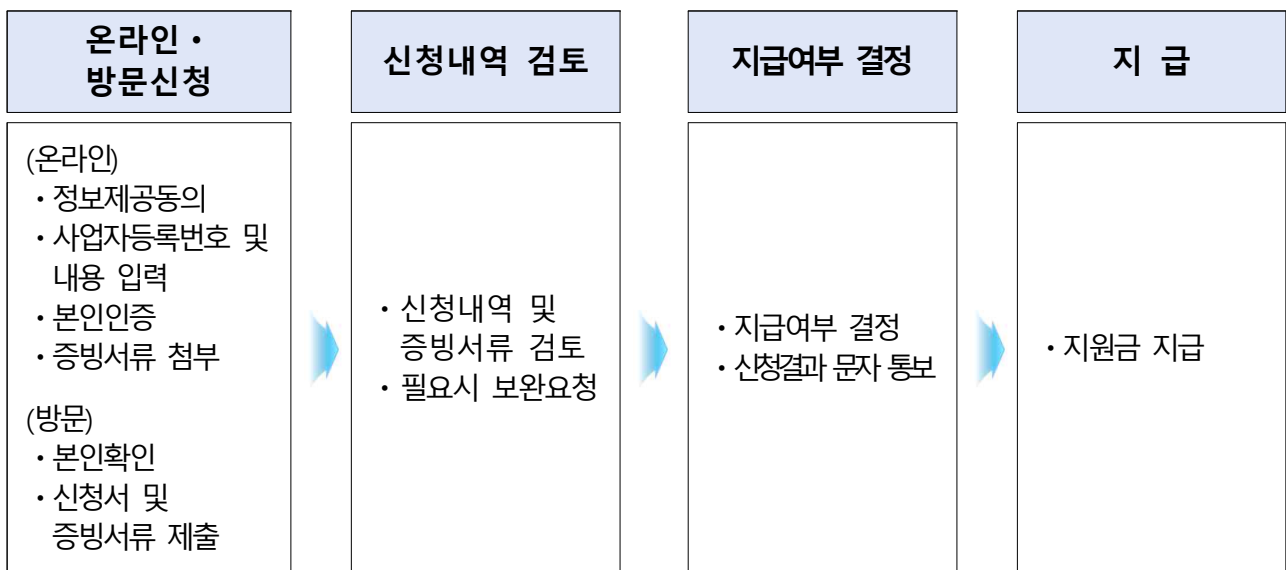 온라인・
방문신청
(온라인)
・정보제공동의
・사업자등록번호 및
내용 입력
・본인인증
・증빙서류 첨부
(방문)
・본인확인
・신청서 및
증빙서류 제출
신청내역 검토
・신청내역 및
증빙서류 검토
・필요시 보완요청
지급여부 결정
・지급여부 결정
・신청결과 문자 통보
지 급
・지원금 지급